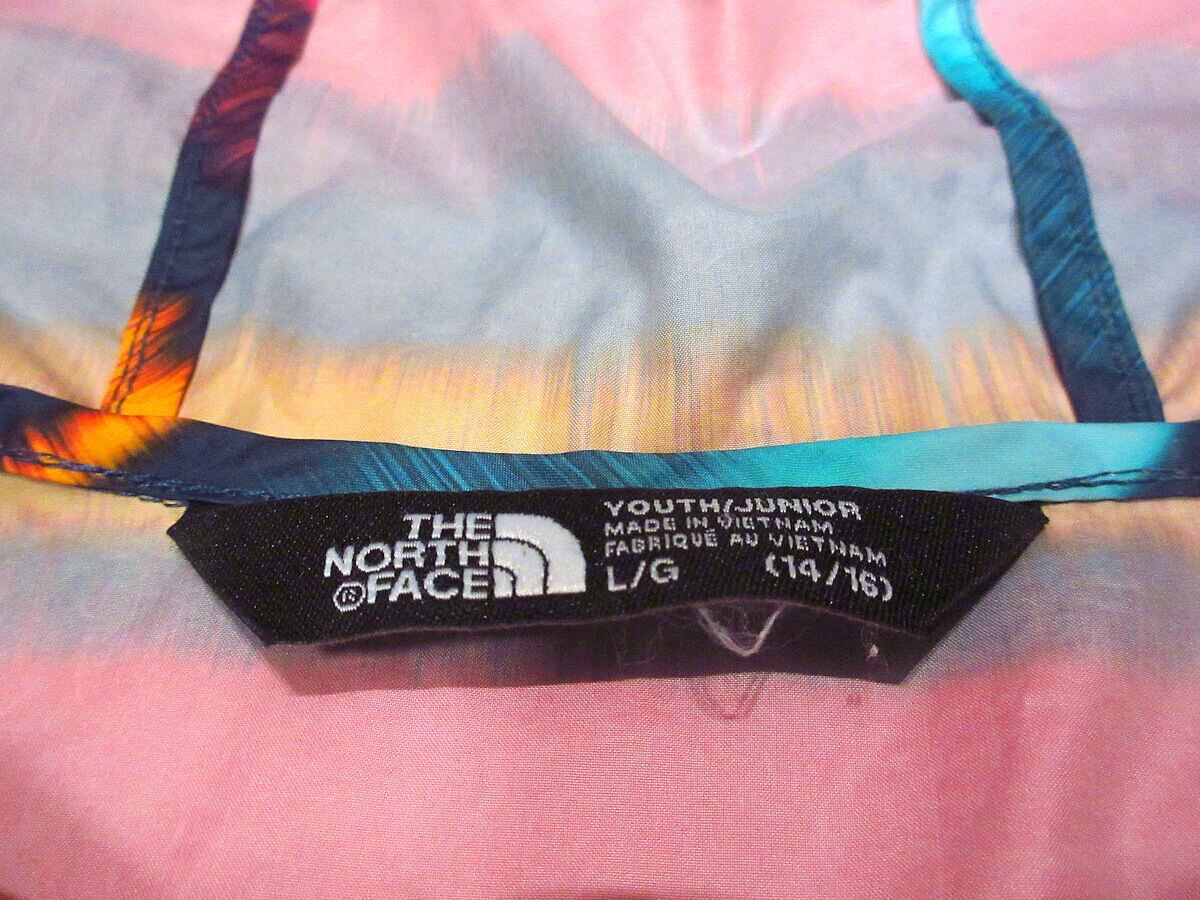 THE
NORTH
®FACE
YOUTH/JUNIOR
MADE IN VIETNAM
FABRIQUÉ AU VIETNAM
L/G (14/16)